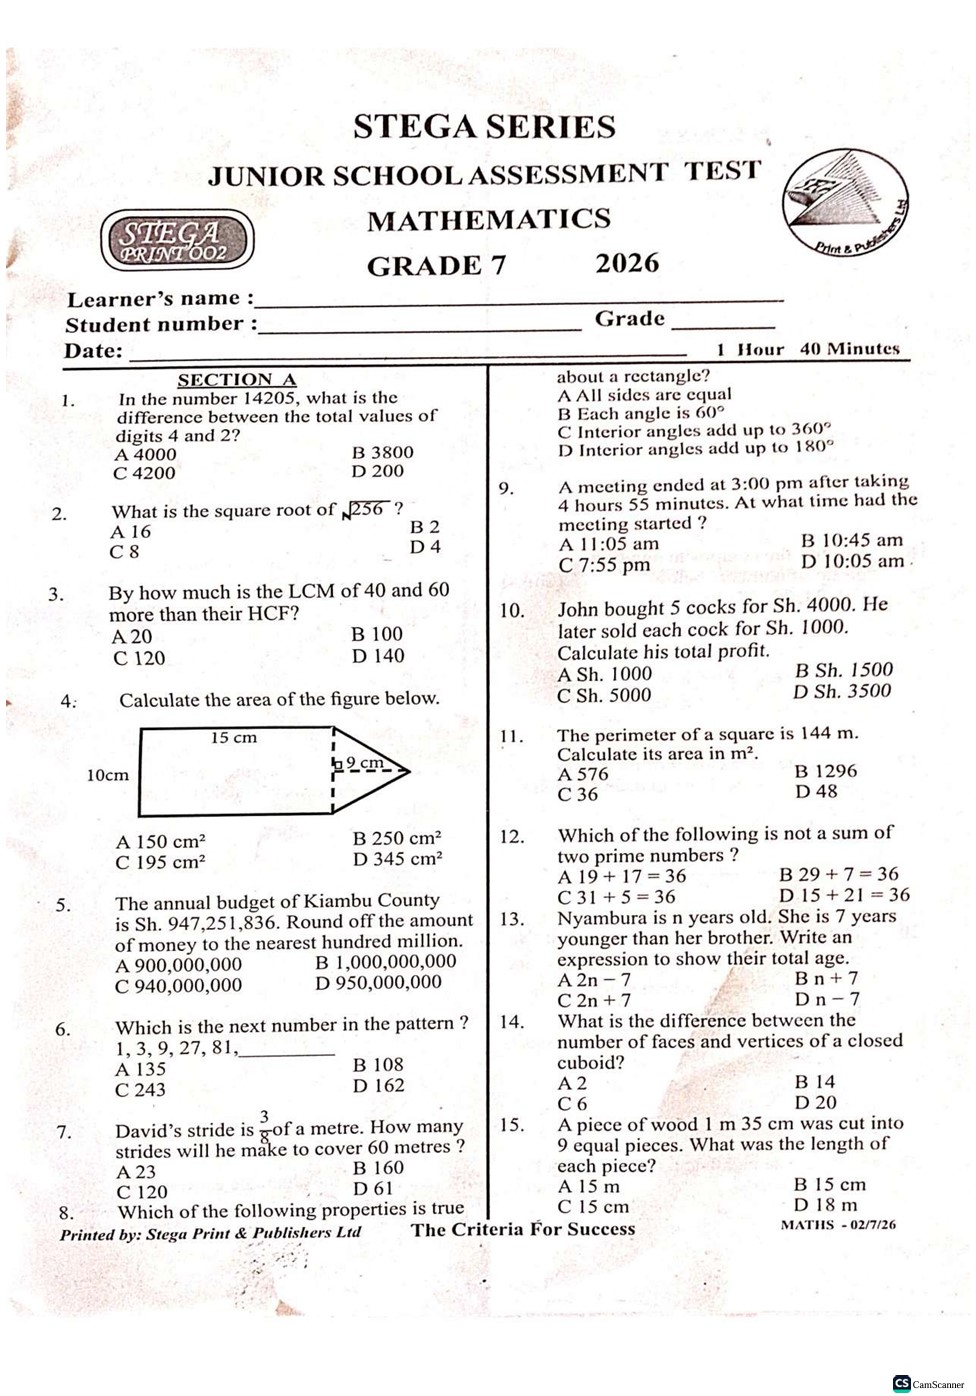 STEGA SERIES
JUNIOR SCHOOL ASSESSMENT TEST
MATHEMATICS
GRADE 7 2026
STEGA
PRINT 002
Print & Publishers Ltd
Learner's name :
Student number : Grade
Date: 1 Hour 40 Minutes
SECTION A
1. In the number 14205, what is the
difference between the total values of
digits 4 and 2?
A 4000 B 3800
C 4200 D 200
2. What is the square root of √256 ?
A 16 B 2
C 8 D 4
3. By how much is the LCM of 40 and 60
more than their HCF?
A 20 B 100
C 120 D 140
4. Calculate the area of the figure below.
15 cm
10cm
9 cm
A 150 cm² B 250 cm²
C 195 cm² D 345 cm²
5. The annual budget of Kiambu County
is Sh. 947,251,836. Round off the amount
of money to the nearest hundred million.
A 900,000,000 B 1,000,000,000
C 940,000,000 D 950,000,000
6. Which is the next number in the pattern ?
1, 3, 9, 27, 81,
A 135 B 108
C 243 D 162
7. David's stride is 3/8 of a metre. How many
strides will he make to cover 60 metres ?
A 23 B 160
C 120 D 61
8. Which of the following properties is true
about a rectangle?
A All sides are equal
B Each angle is 60°
C Interior angles add up to 360°
D Interior angles add up to 180°
9. A meeting ended at 3:00 pm after taking
4 hours 55 minutes. At what time had the
meeting started ?
A 11:05 am B 10:45 am
C 7:55 pm D 10:05 am
10. John bought 5 cocks for Sh. 4000. He
later sold each cock for Sh. 1000.
Calculate his total profit.
A Sh. 1000 B Sh. 1500
C Sh. 5000 D Sh. 3500
11. The perimeter of a square is 144 m.
Calculate its area in m².
A 576 B 1296
C 36 D 48
12. Which of the following is not a sum of
two prime numbers ?
A 19 + 17 = 36 B 29 + 7 = 36
C 31 + 5 = 36 D 15 + 21 = 36
13. Nyambura is n years old. She is 7 years
younger than her brother. Write an
expression to show their total age.
A 2n − 7 B n + 7
C 2n + 7 D n − 7
14. What is the difference between the
number of faces and vertices of a closed
cuboid?
A 2 B 14
C 6 D 20
15. A piece of wood 1 m 35 cm was cut into
9 equal pieces. What was the length of
each piece?
A 15 m B 15 cm
C 15 cm D 18 m
Printed by: Stega Print & Publishers Ltd The Criteria For Success MATHS - 02/7/26
CS CamScanner